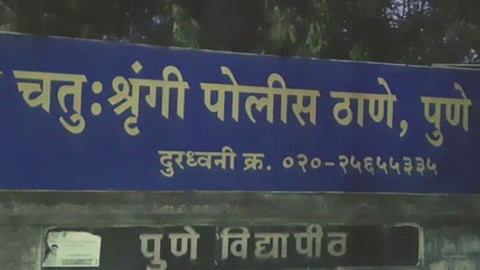 चतुःश्रृंगी पोलीस ठाणे, पुणे
दुरध्वनी क्र. ०२०-२५६५५३३५
पुणे विद्यापीठ